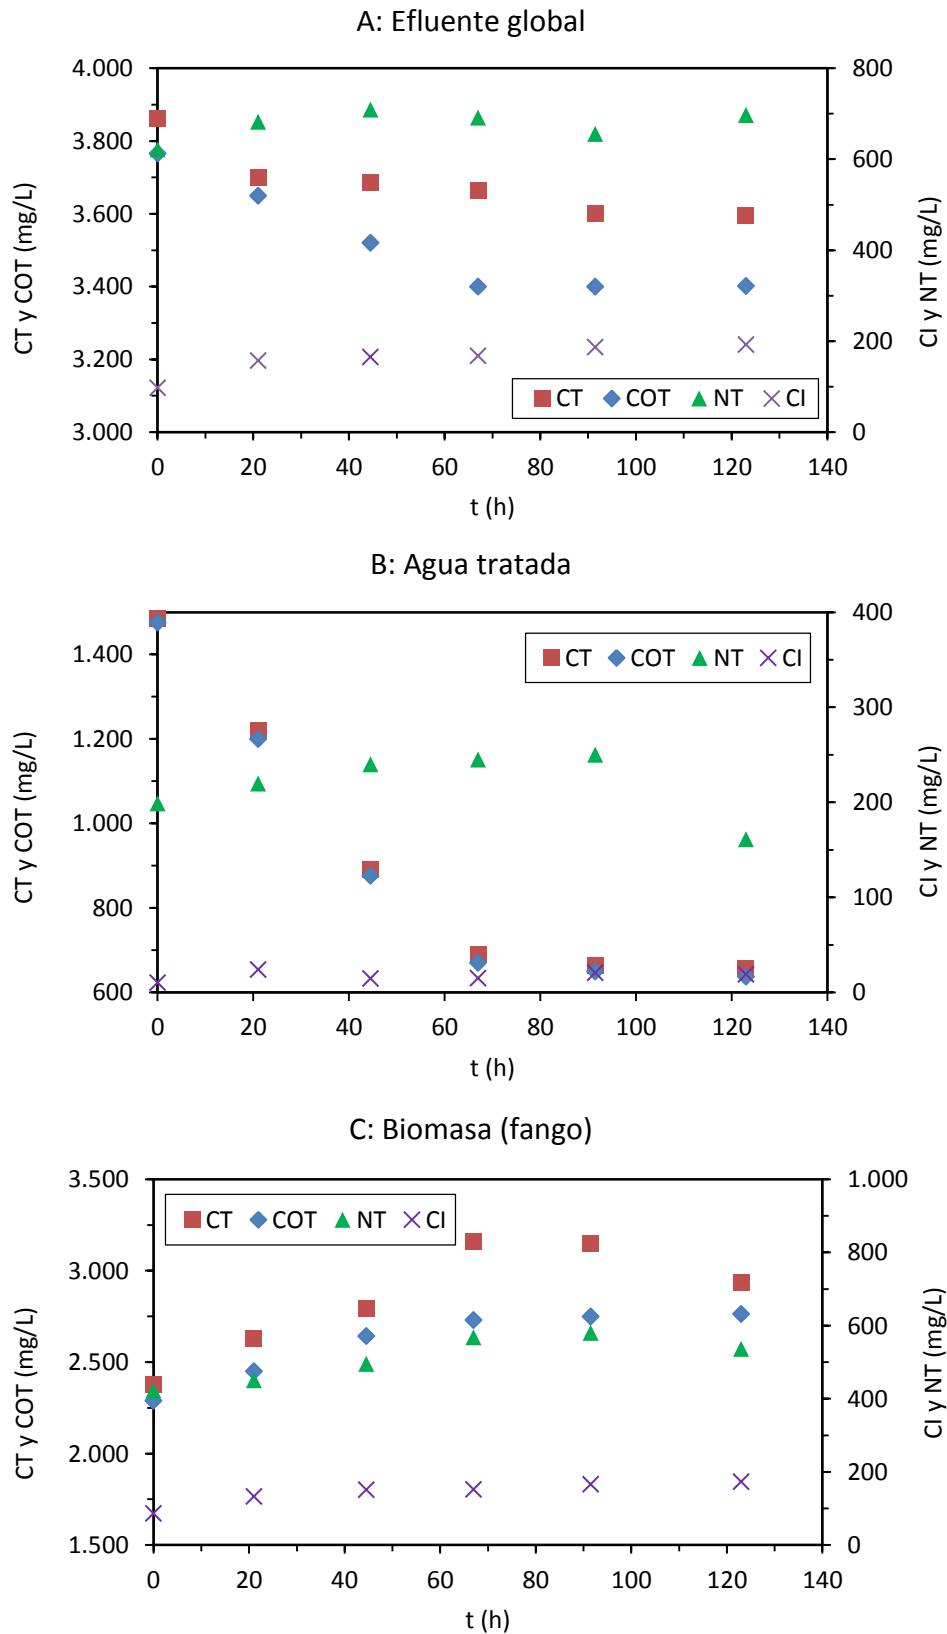 A: Efluente global
4.000
3.800
3.600
3.400
3.200
3.000
CT y COT (mg/L)
800
600
400
200
0
CI y NT (mg/L)
CT COT NT CI
0 20 40 60 80 100 120 140
t (h)
B: Agua tratada
1.400
1.200
1.000
800
600
CT y COT (mg/L)
400
300
200
100
0
CI y NT (mg/L)
CT COT NT CI
0 20 40 60 80 100 120 140
t (h)
C: Biomasa (fango)
3.500
3.000
2.500
2.000
1.500
CT y COT (mg/L)
1.000
800
600
400
200
0
CI y NT (mg/L)
CT COT NT CI
0 20 40 60 80 100 120 140
t (h)